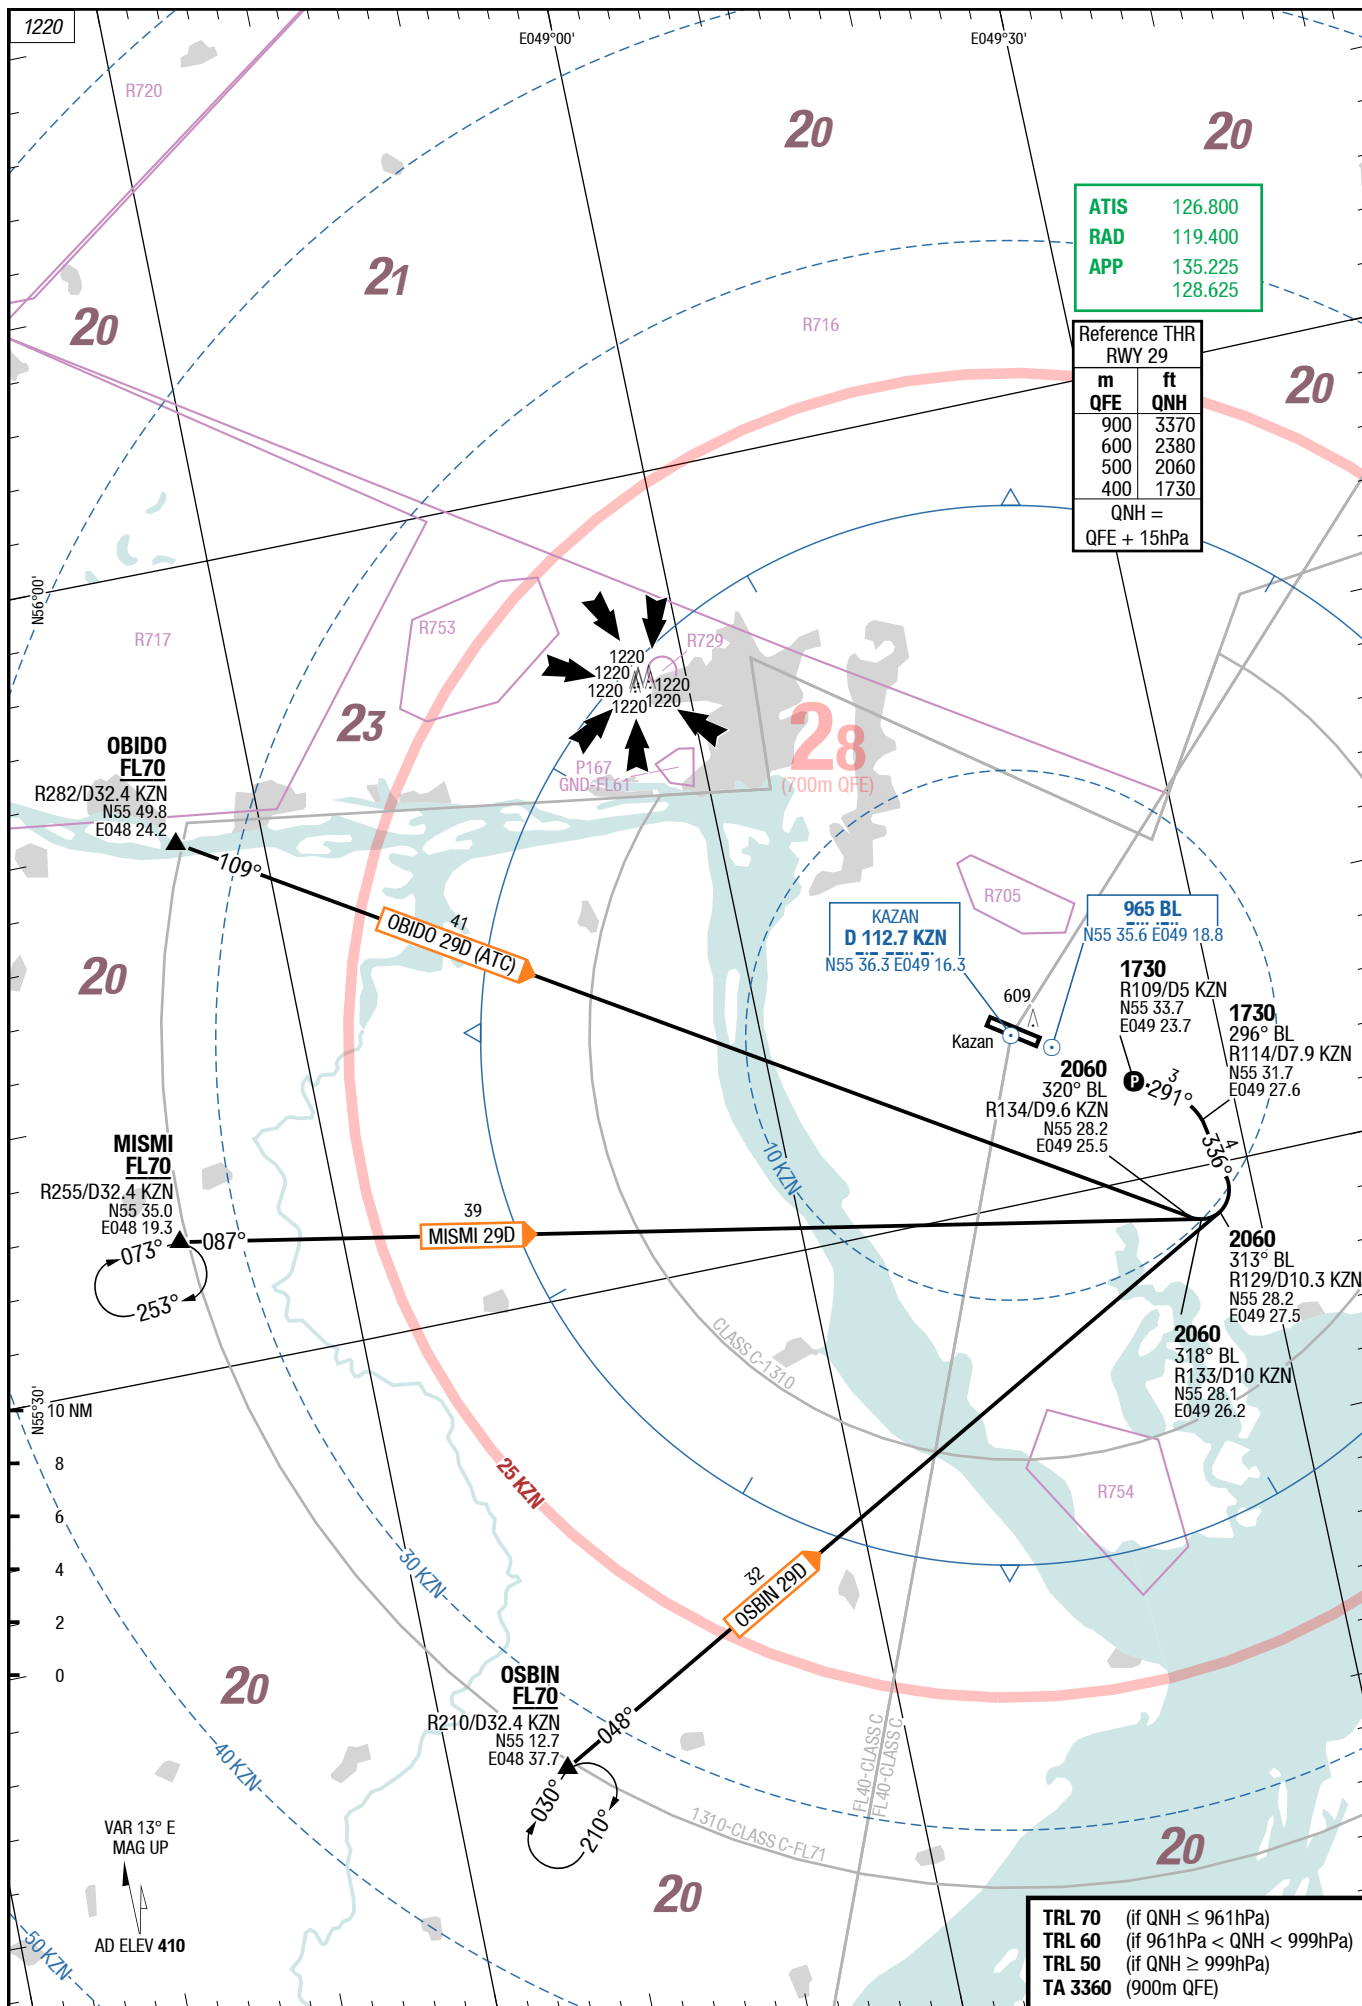 1220
E049°00'
E049°30'
R720
20
20
ATIS 126.800
RAD 119.400
APP 135.225
128.625
21
20
R716
Reference THR
RWY 29
m ft
QFE QNH
900 3370
600 2380
500 2060
400 1730
QNH =
QFE + 15hPa
20
N56°00'
R717
R753
R729
1220
1220
1220
1220
1220
1220
23
28
(700m QFE)
P167
GND-FL61
OBIDO
FL70
R282/D32.4 KZN
N55 49.8
E048 24.2
109°
41
OBIDO 29D (ATC)
R705
KAZAN
D 112.7 KZN
N55 36.3 E049 16.3
965 BL
N55 35.6 E049 18.8
20
609
Kazan
1730
R109/D5 KZN
N55 33.7
E049 23.7
1730
296° BL
R114/D7.9 KZN
N55 31.7
E049 27.6
2060
320° BL
R134/D9.6 KZN
N55 28.2
E049 25.5
P
3
291°
4
336°
10 KZN
MISMI
FL70
R255/D32.4 KZN
N55 35.0
E048 19.3
073°
253°
087°
39
MISMI 29D
2060
313° BL
R129/D10.3 KZN
N55 28.2
E049 27.5
2060
318° BL
R133/D10 KZN
N55 28.1
E049 26.2
CLASS C-1310
N55°30'
10 NM
8
6
4
2
0
25 KZN
R754
30 KZN
32
OSBIN 29D
20
OSBIN
FL70
R210/D32.4 KZN
N55 12.7
E048 37.7
048°
030°
210°
40 KZN
FL40-CLASS C
FL40-CLASS C
1310-CLASS C-FL71
VAR 13° E
MAG UP
AD ELEV 410
50 KZN
20
20
TRL 70 (if QNH ≤ 961hPa)
TRL 60 (if 961hPa < QNH < 999hPa)
TRL 50 (if QNH ≥ 999hPa)
TA 3360 (900m QFE)